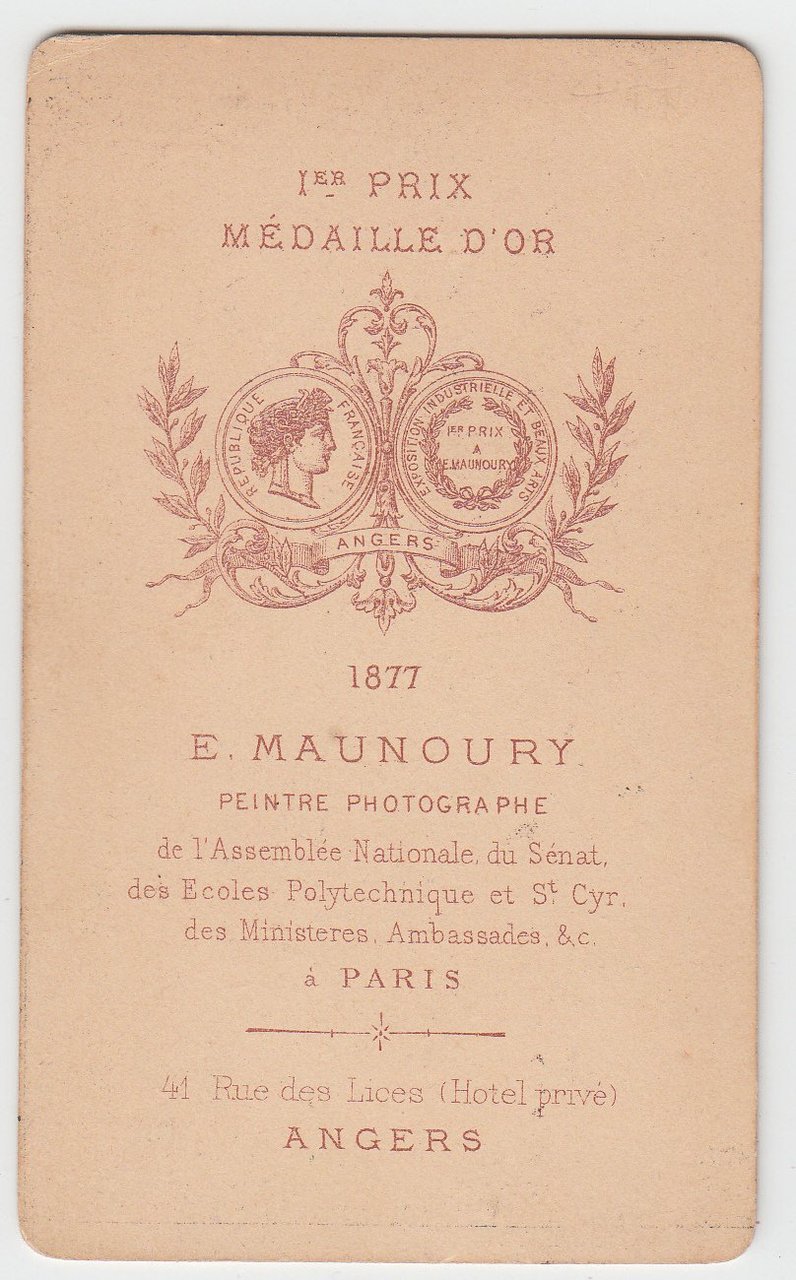 IER PRIX
MÉDAILLE D'OR
RÉPUBLIQUE FRANÇAISE
EXPOSITION INDUSTRIELLE ET BEAUX ARTS
IER PRIX
A
E. MAUNOURY
ANGERS
1877
E. MAUNOURY
PEINTRE PHOTOGRAPHE
de l'Assemblée Nationale, du Sénat,
des Ecoles Polytechnique et St Cyr,
des Ministeres, Ambassades, &c.
à PARIS
41 Rue des Lices (Hotel privé)
ANGERS